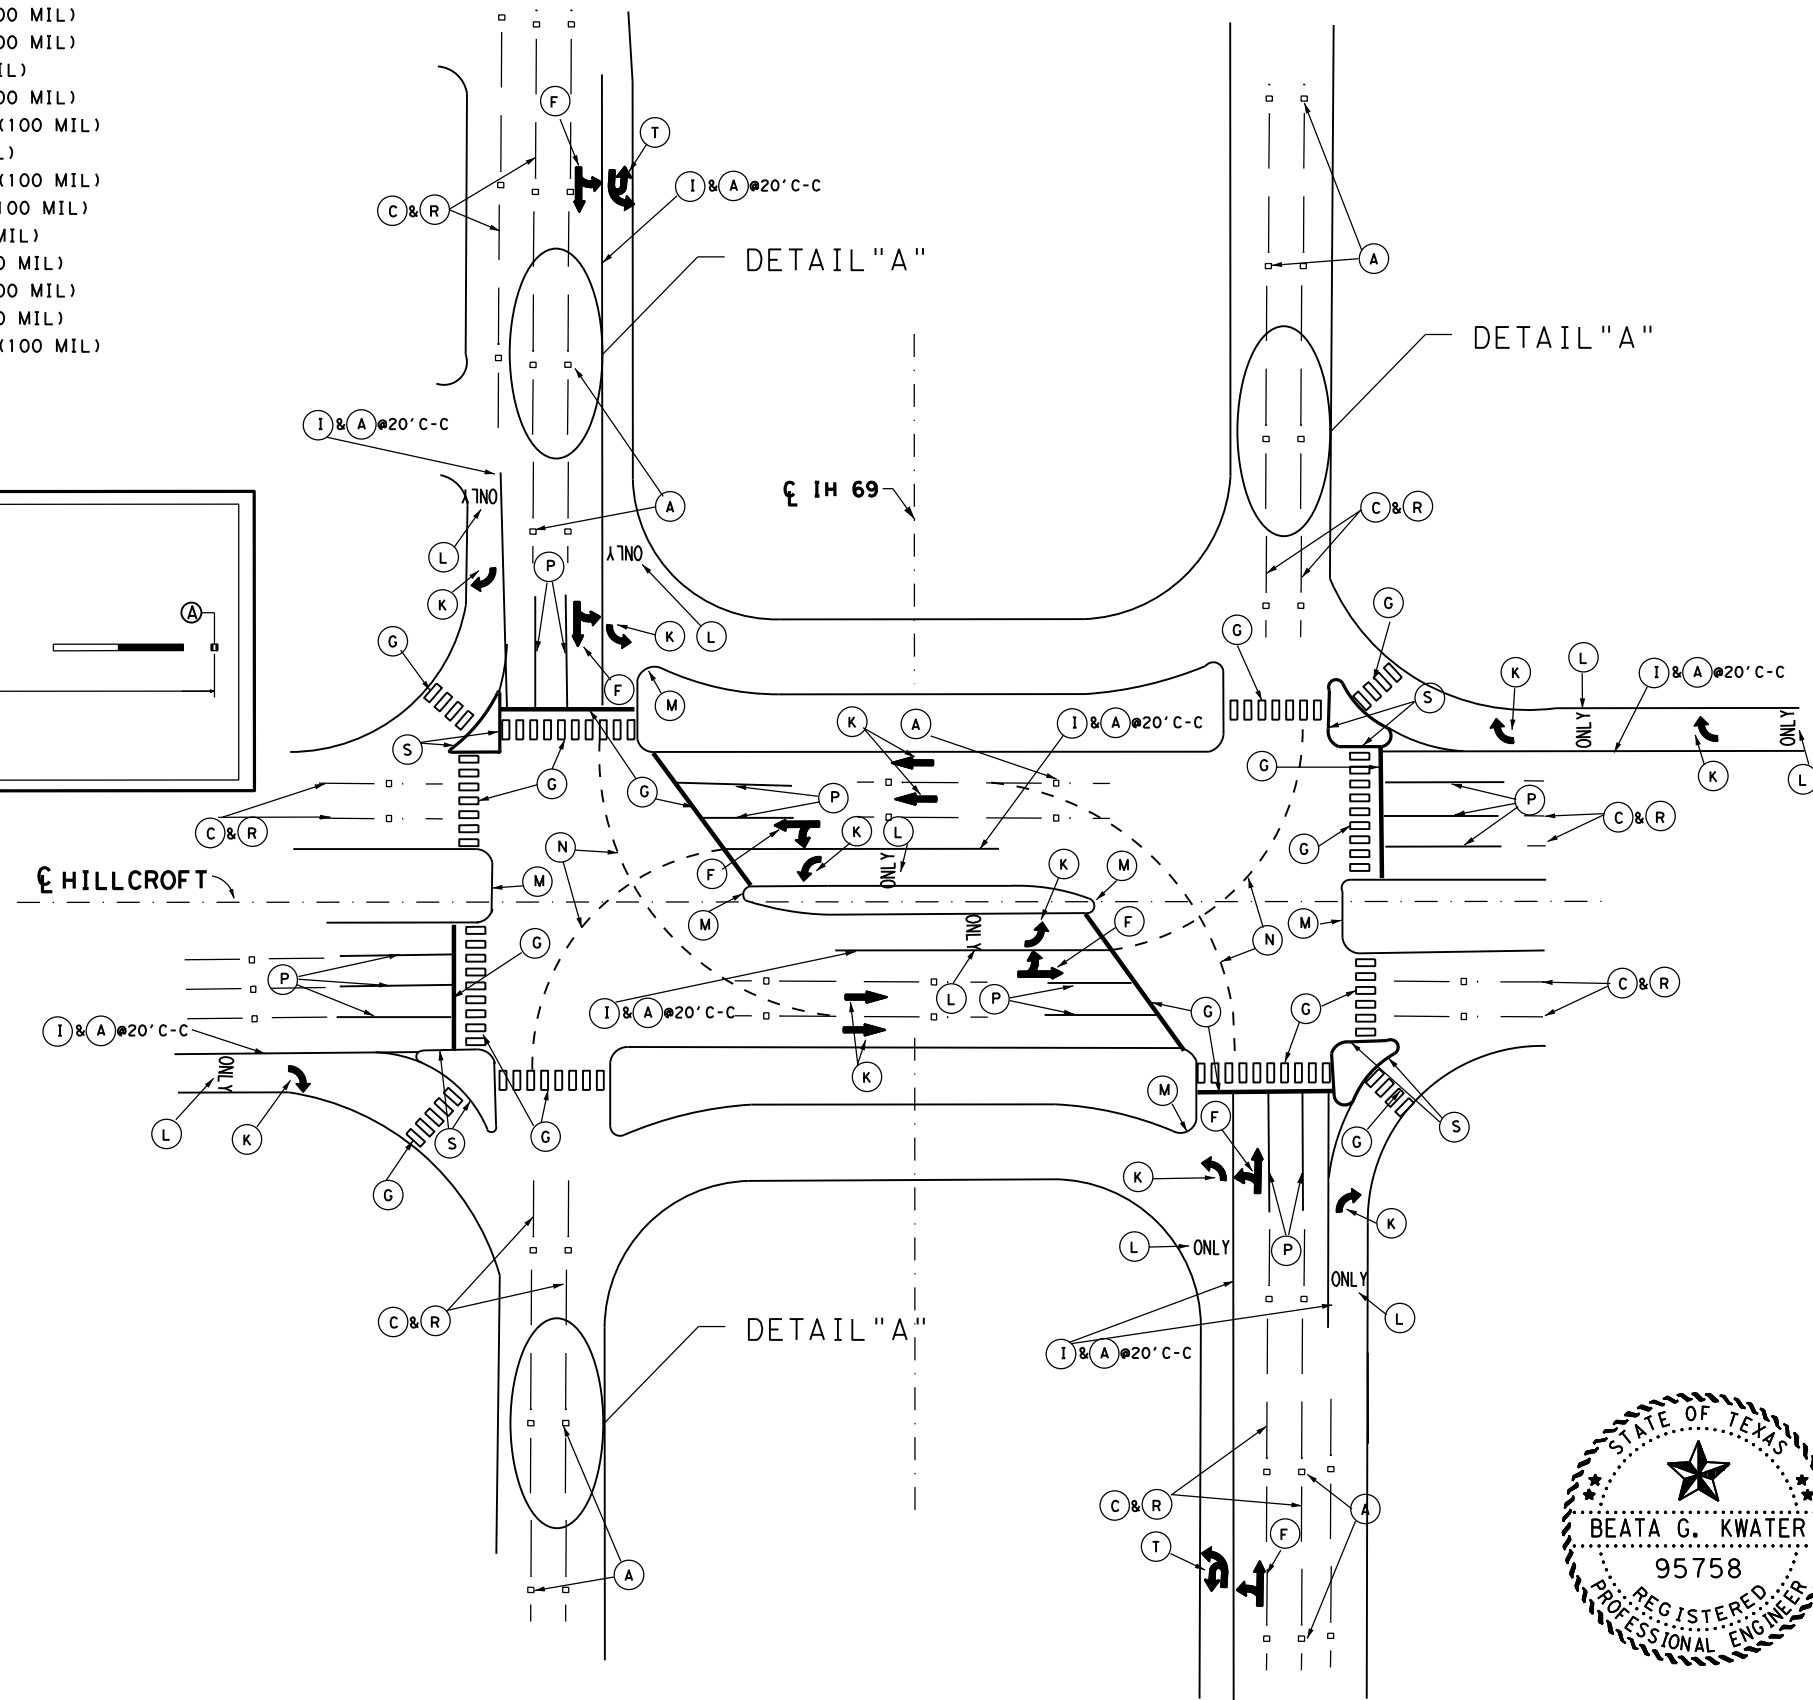 00 MIL)
00 MIL)
IL)
00 MIL)
(100 MIL)
L)
(100 MIL)
100 MIL)
MIL)
0 MIL)
00 MIL)
0 MIL)
(100 MIL)
F
T
C & R
I & A @20'C-C
DETAIL "A"
A
DETAIL "A"
I & A @20'C-C
℄ IH 69
ONLY
A
C & R
L
P
ONLY
K
A
G
G
K
L
G
L
K
I & A @20'C-C
F
M
S
S
K
A
I & A @20'C-C
ONLY
ONLY
G
G
P
G
K
L
C & R
N
K
L
P
C & R
G
F
ONLY
K
M
℄ HILLCROFT
M
M
F
M
ONLY
G
N
P
L
P
G
G
C & R
I & A @20'C-C
I & A @20'C-C
ONLY
K
M
L
K
S
G
F
G
S
G
K
K
L
ONLY
P
ONLY
L
C & R
DETAIL "A"
I & A @20'C-C
STATE OF TEXAS
C & R
A
F
T
BEATA G. KWATER
A
95758
REGISTERED
PROFESSIONAL ENGINEER